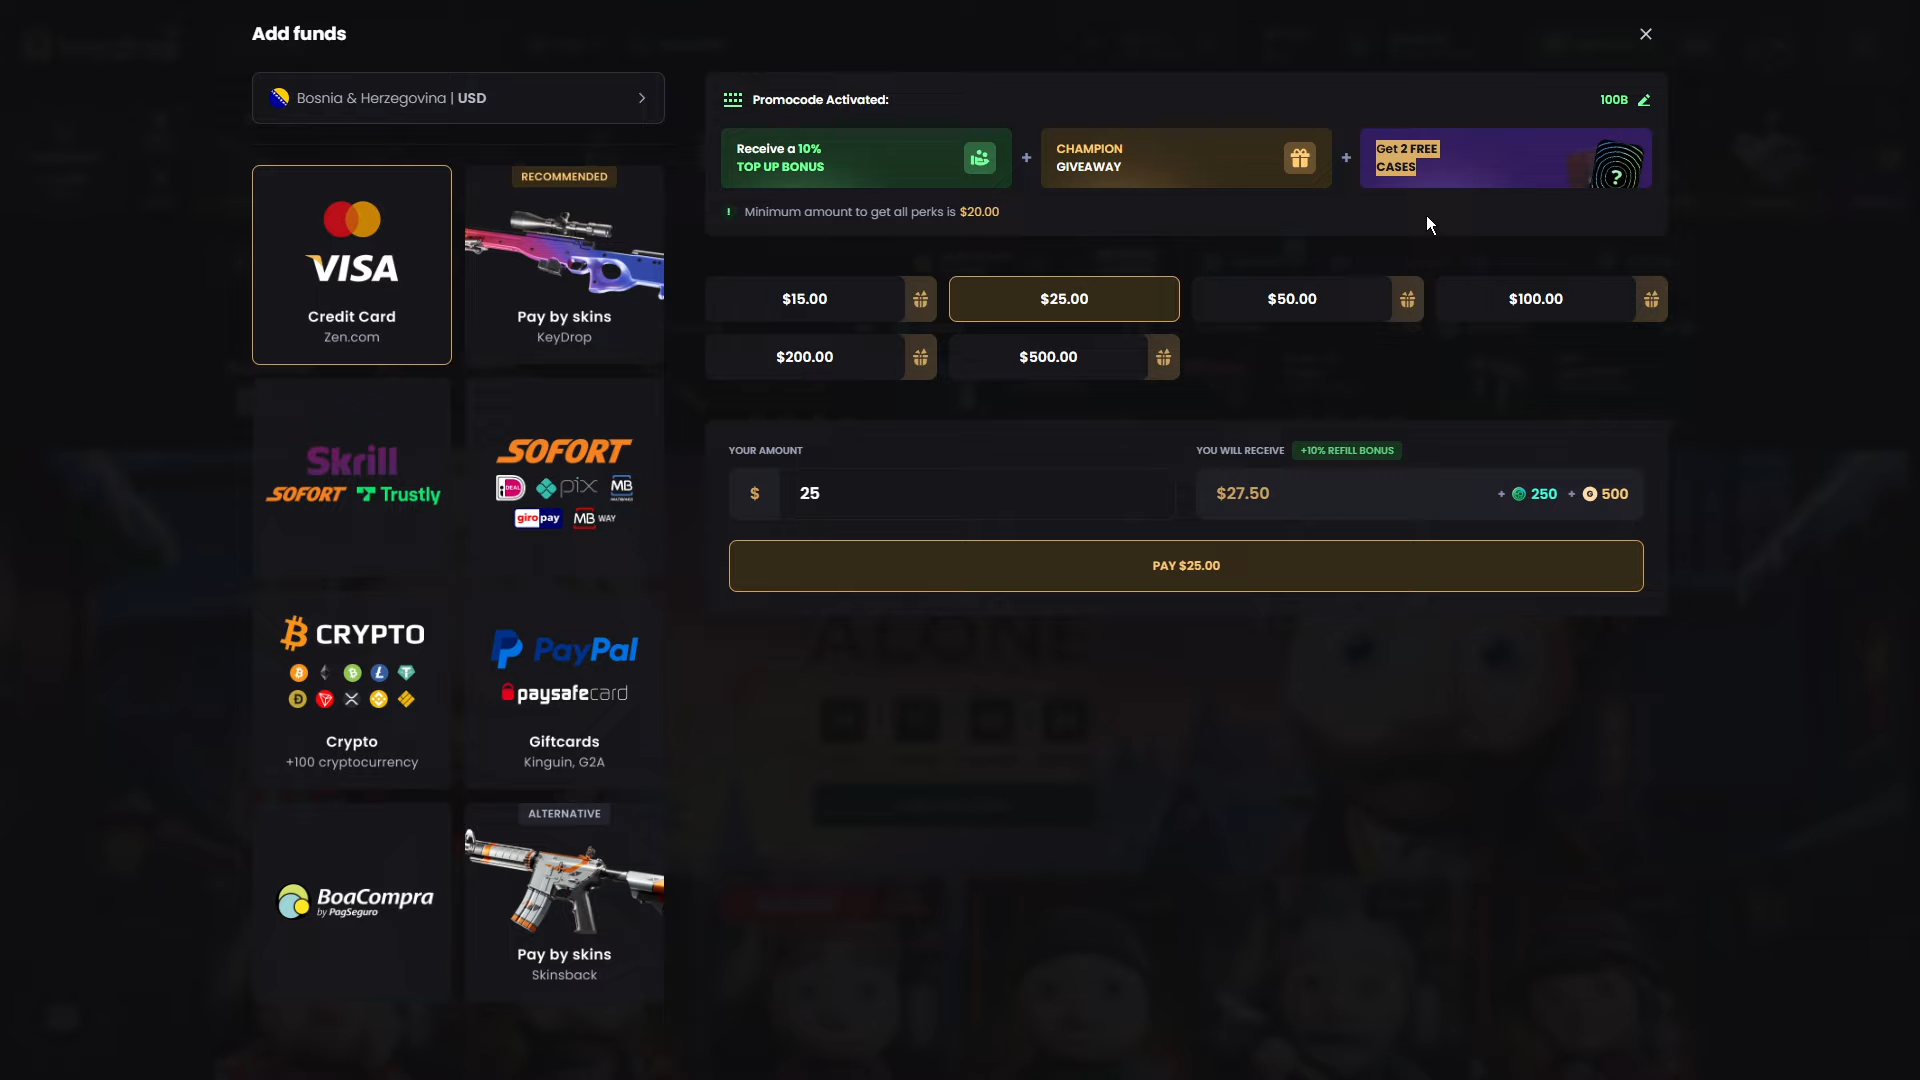 Add funds
Bosnia & Herzegovina | USD
VISA
Credit Card
Zen.com
RECOMMENDED
Pay by skins
KeyDrop
Skrill
SOFORT Trustly
SOFORT
iDEAL pix MB
giropay MB WAY
CRYPTO
Crypto
+100 cryptocurrency
PayPal
paysafecard
Giftcards
Kinguin, G2A
BoaCompra
by PagSeguro
ALTERNATIVE
Pay by skins
Skinsback
Promocode Activated:
100B
Receive a 10%
TOP UP BONUS
+
CHAMPION
GIVEAWAY
+
Get 2 FREE
CASES
?
! Minimum amount to get all perks is $20.00
$15.00
$25.00
$50.00
$100.00
$200.00
$500.00
YOUR AMOUNT
$ 25
YOU WILL RECEIVE +10% REFILL BONUS
$27.50 + 250 + G 500
PAY $25.00
ALONE